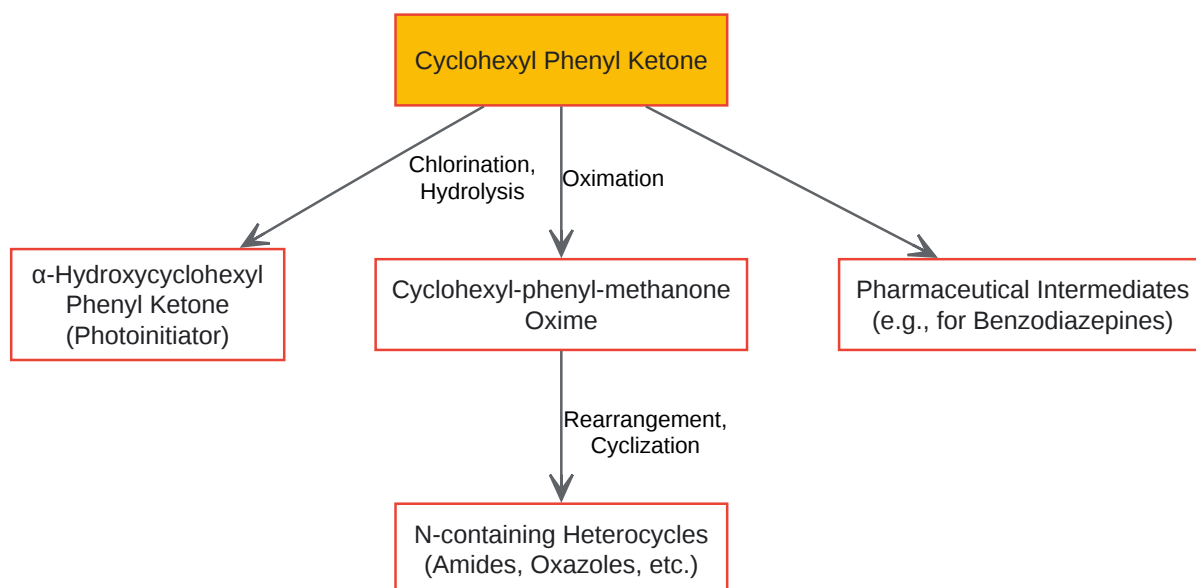 Cyclohexyl Phenyl Ketone
Chlorination,
Hydrolysis
Oximation
α-Hydroxycyclohexyl
Phenyl Ketone
(Photoinitiator)
Cyclohexyl-phenyl-methanone
Oxime
Pharmaceutical Intermediates
(e.g., for Benzodiazepines)
Rearrangement,
Cyclization
N-containing Heterocycles
(Amides, Oxazoles, etc.)